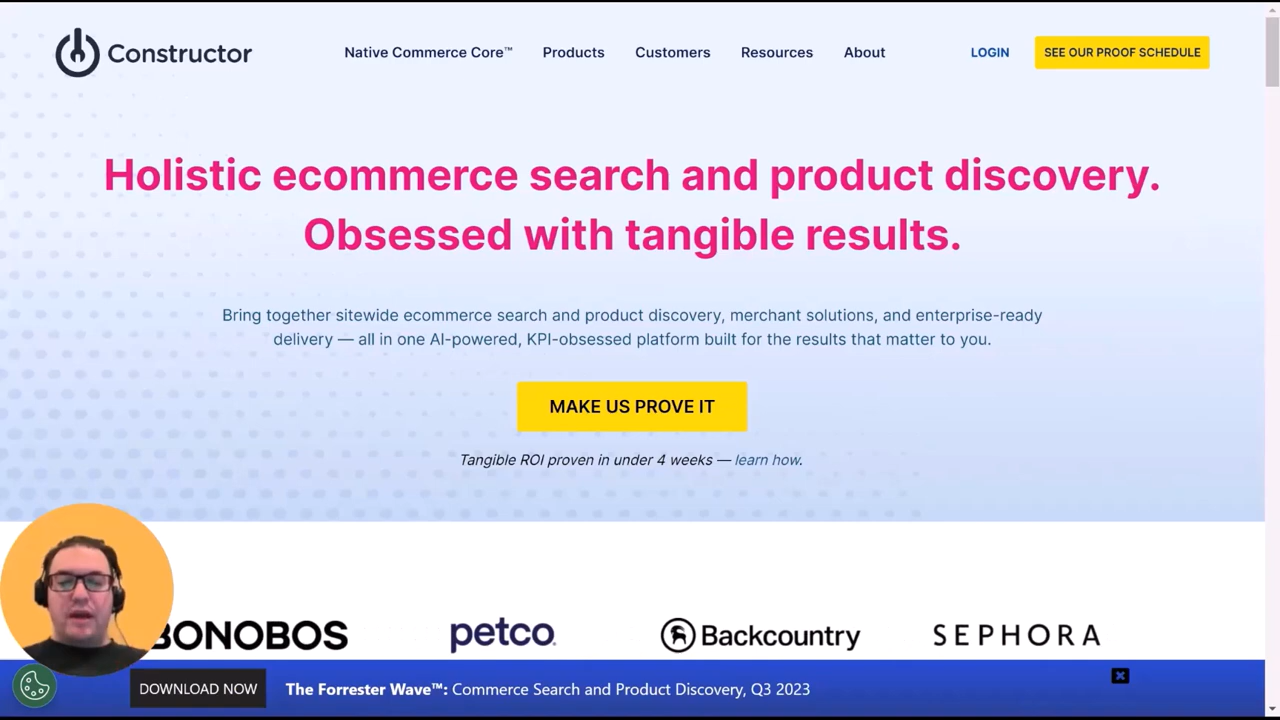 Constructor
Native Commerce Core™
Products
Customers
Resources
About
LOGIN
SEE OUR PROOF SCHEDULE
Holistic ecommerce search and product discovery.
Obsessed with tangible results.
Bring together sitewide ecommerce search and product discovery, merchant solutions, and enterprise-ready
delivery — all in one AI-powered, KPI-obsessed platform built for the results that matter to you.
MAKE US PROVE IT
Tangible ROI proven in under 4 weeks — learn how.
BONOBOS
petco
Backcountry
SEPHORA
DOWNLOAD NOW
The Forrester Wave™: Commerce Search and Product Discovery, Q3 2023